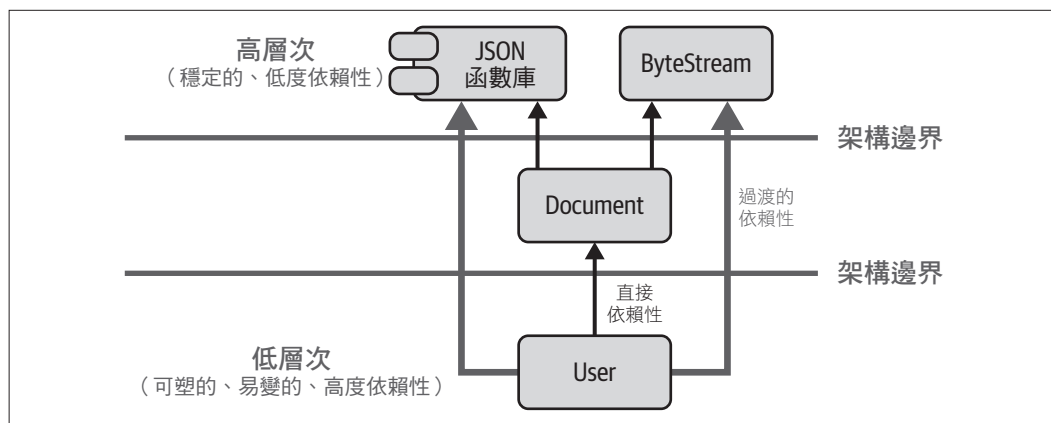 高層次
（穩定的、低度依賴性）
JSON
函數庫
ByteStream
架構邊界
Document
過渡的
依賴性
架構邊界
直接
依賴性
低層次
（可塑的、易變的、高度依賴性）
User